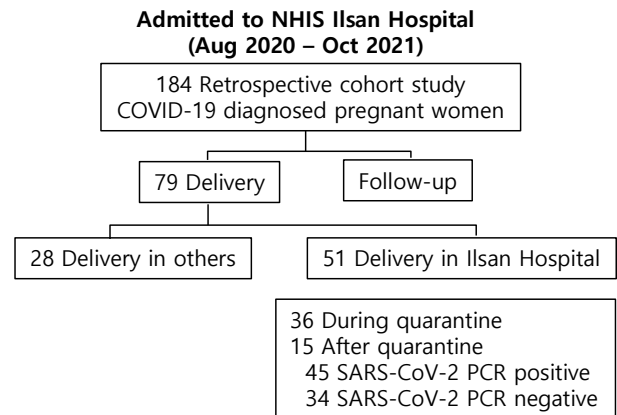 Admitted to NHIS Ilsan Hospital
(Aug 2020 – Oct 2021)
184 Retrospective cohort study
COVID-19 diagnosed pregnant women
79 Delivery
Follow-up
28 Delivery in others
51 Delivery in Ilsan Hospital
36 During quarantine
15 After quarantine
45 SARS-CoV-2 PCR positive
34 SARS-CoV-2 PCR negative